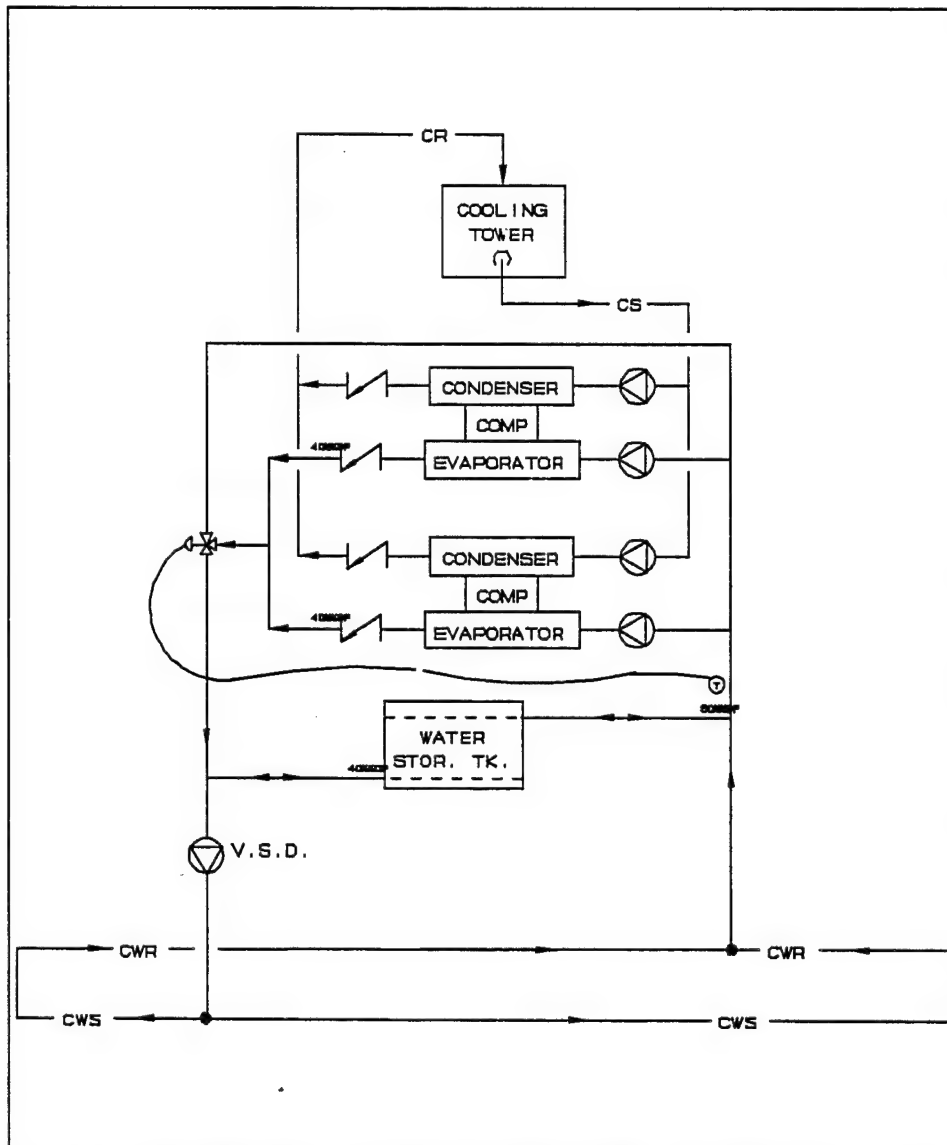 CR
COOLING
TOWER
CS
CONDENSER
COMP
EVAPORATOR
CONDENSER
COMP
EVAPORATOR
T
WATER
STOR. TK.
V.S.D.
CWR
CWR
CWS
CWS